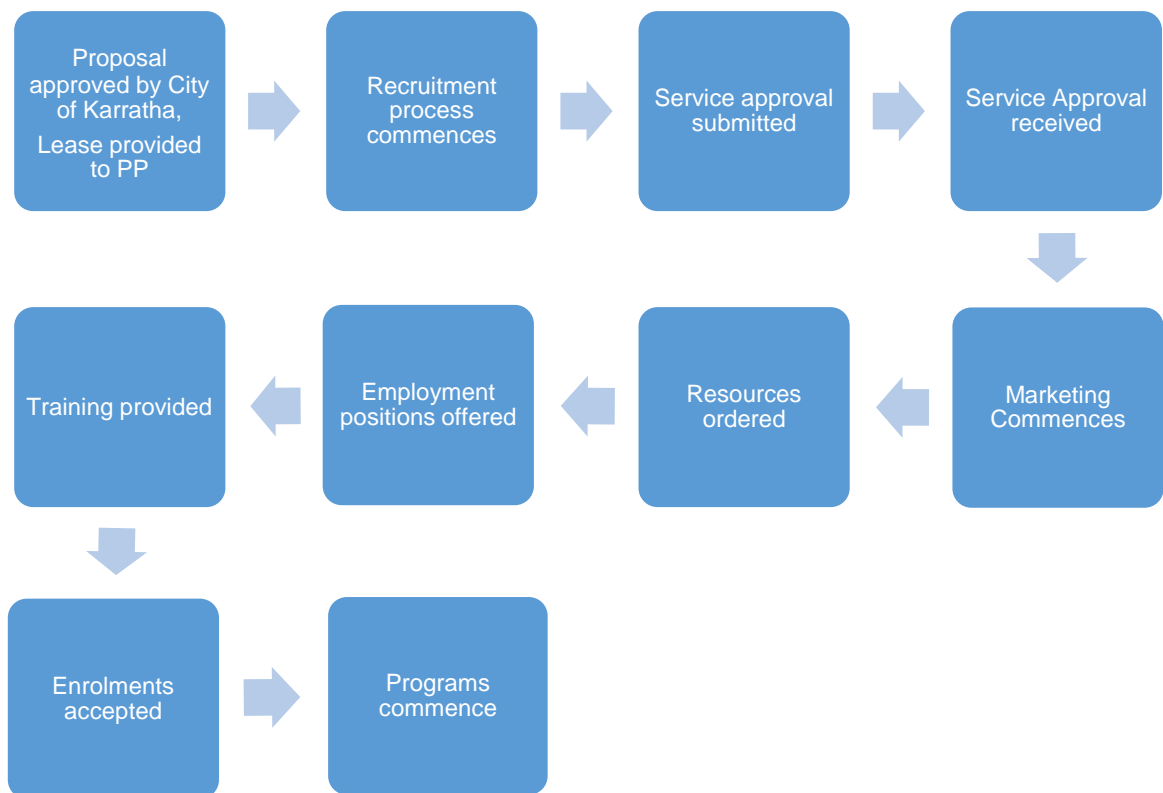 Proposal
approved by City
of Karratha,
Lease provided
to PP
Recruitment
process
commences
Service approval
submitted
Service Approval
received
Marketing
Commences
Resources
ordered
Employment
positions offered
Training provided
Enrolments
accepted
Programs
commence